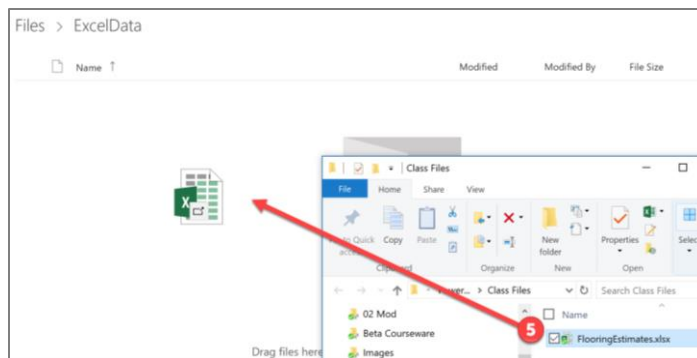 Files > ExcelData
Name ↑ Modified Modified By File Size
Class Files
File Home Share View
Quick Copy Paste New folder Properties Selec
Clipboard Organize New Open
> Class Files Search Class Files
02 Mod
Name
Beta Courseware
5
FlooringEstimates.xlsx
Images
Drag files here